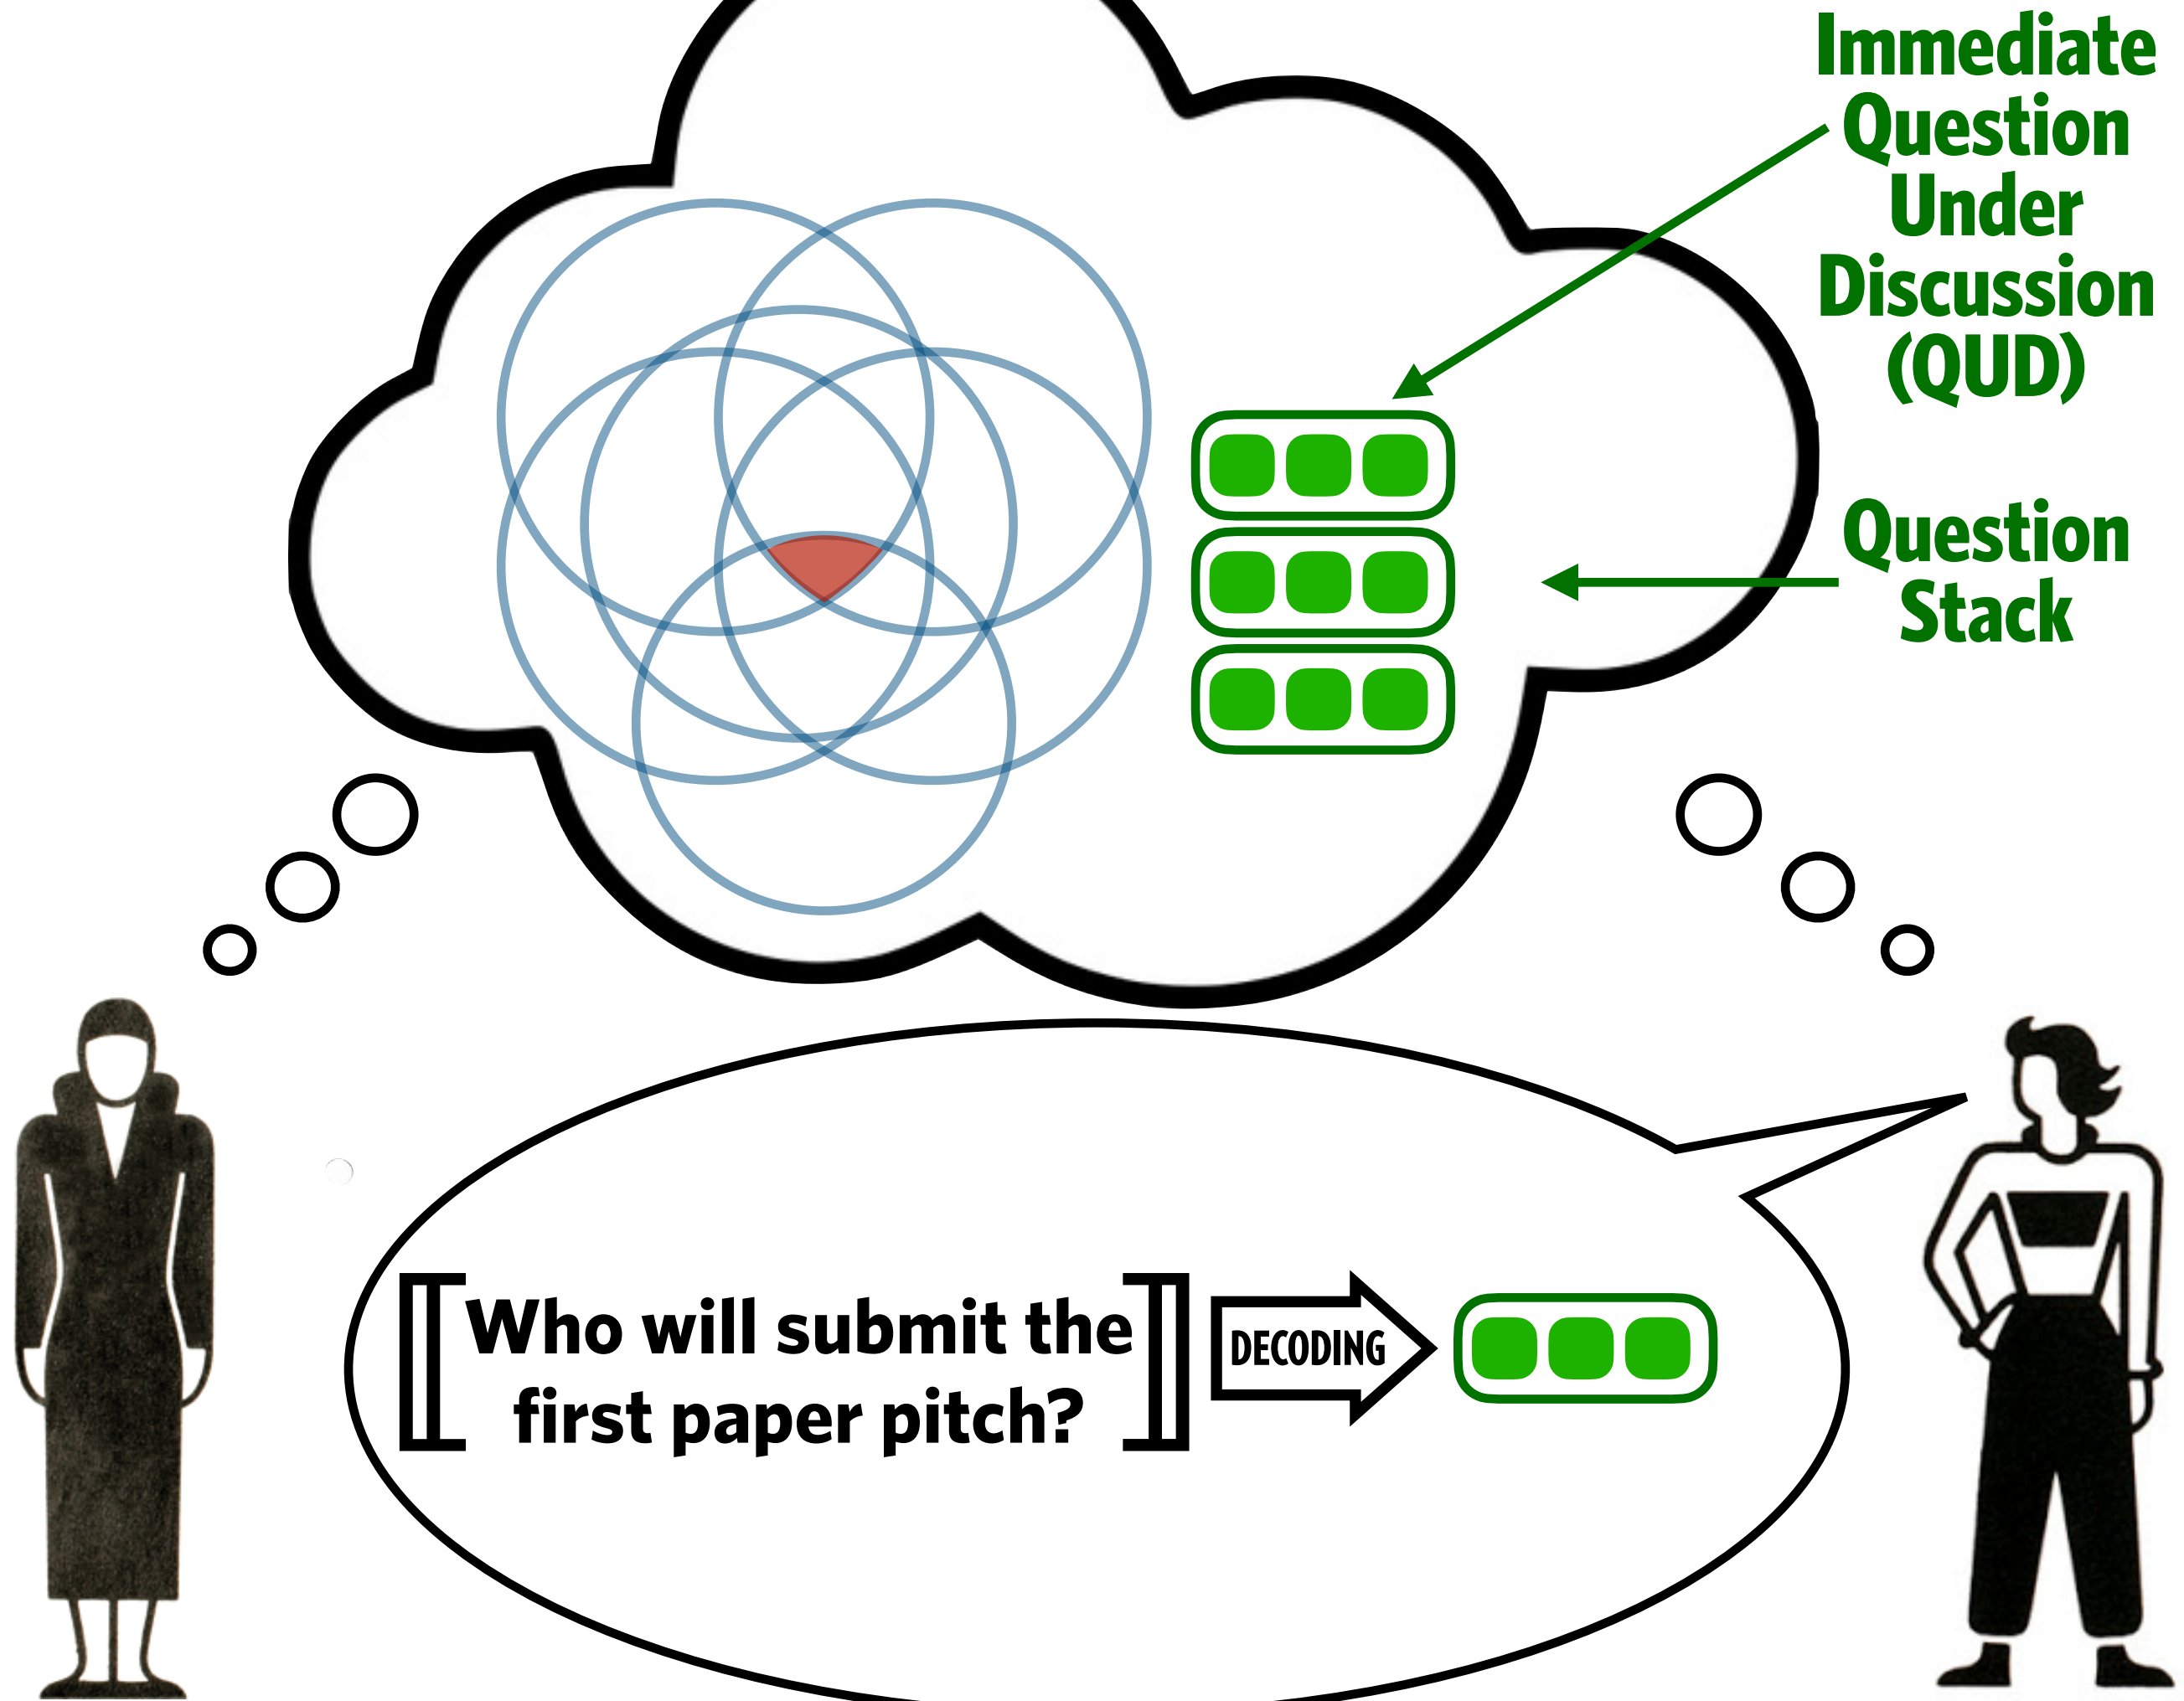 Immediate
Question
Under
Discussion
(QUD)
Question
Stack
Who will submit the
first paper pitch?
DECODING